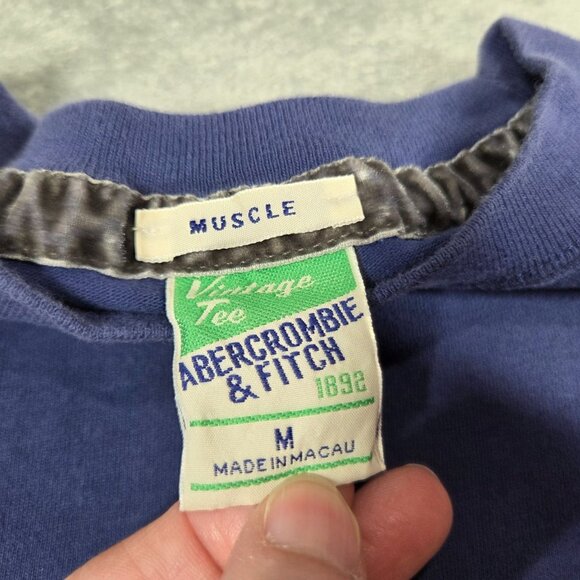 MUSCLE
Vintage
Tee
ABERCROMBIE
& FITCH
1892
M
MADE IN MACAU